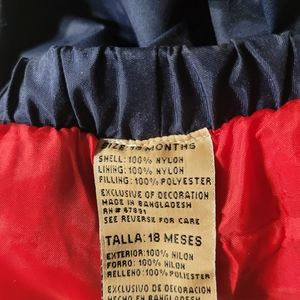 SIZE: 18 MONTHS
SHELL: 100% NYLON
LINING: 100% NYLON
FILLING: 100% POLYESTER
EXCLUSIVE OF DECORATION
MADE IN BANGLADESH
RN# 67891
SEE REVERSE FOR CARE
TALLA: 18 MESES
EXTERIOR: 100% NILON
FORRO: 100% NILON
RELLENO: 100% POLIESTER
EXCLUSIVO DE DECORACION
HECHO EN BANGLADESH